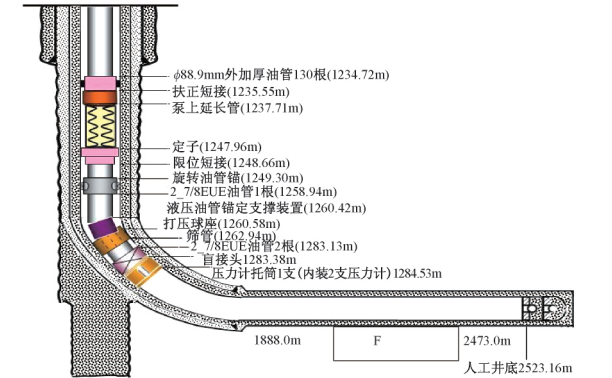 ϕ88.9mm外加厚油管130根(1234.72m)
扶正短接(1235.55m)
泵上延长管(1237.71m)
定子(1247.96m)
限位短接(1248.66m)
旋转油管锚(1249.30m)
2_7/8EUE油管1根(1258.94m)
液压油管锚定支撑装置(1260.42m)
打压球座(1260.58m)
筛管(1262.94m)
2_7/8EUE油管2根(1283.13m)
盲接头1283.38m
压力计托筒1支(内装2支压力计)1284.53m
1888.0m
F
2473.0m
人工井底2523.16m